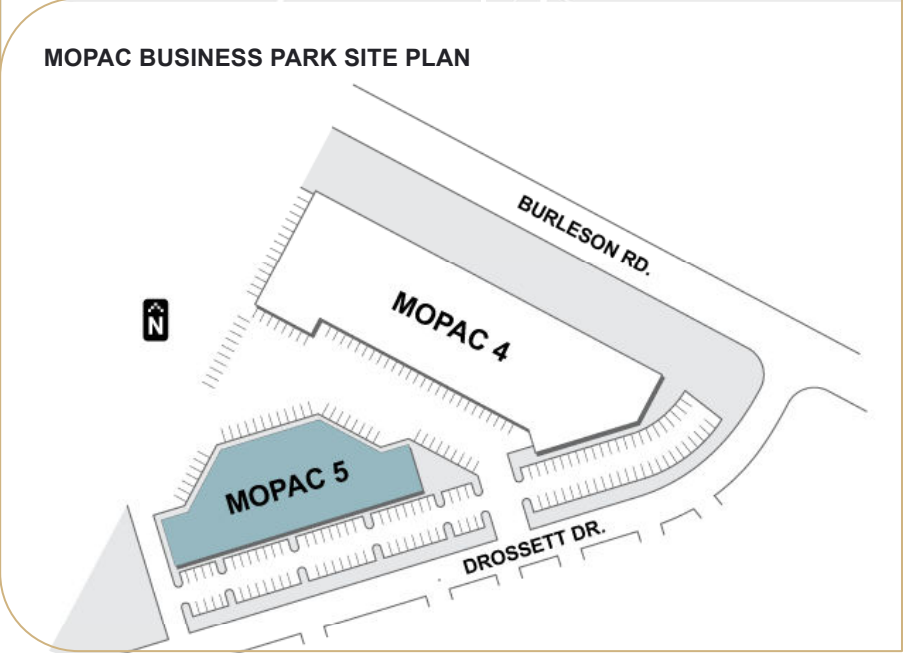 MOPAC BUSINESS PARK SITE PLAN
BURLESON RD.
MOPAC 4
N
MOPAC 5
DROSSETT DR.